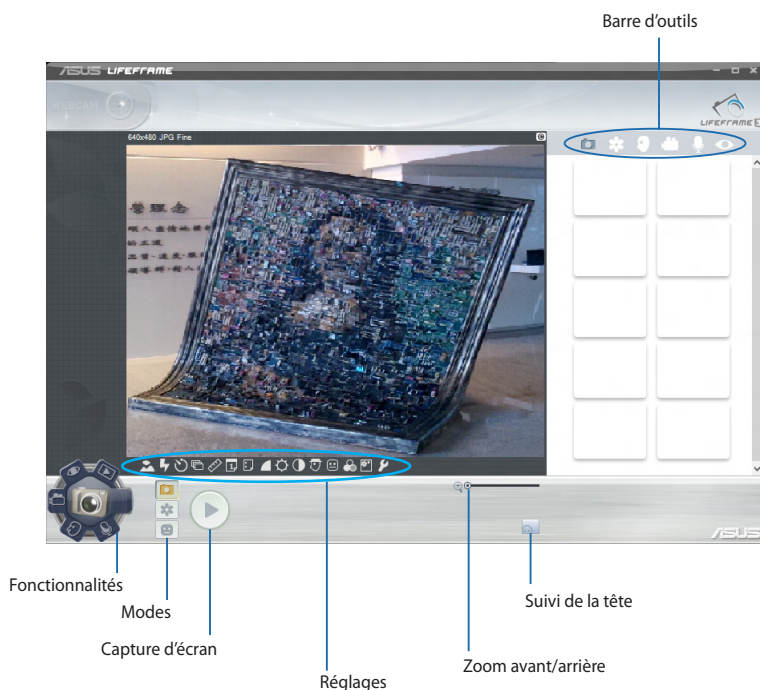 Barre d’outils
ASUS LIFEFRAME
WEBCAM
LIFEFRAME 3
640x480 JPG Fine
ASUS
Fonctionnalités
Modes
Suivi de la tête
Capture d’écran
Zoom avant/arrière
Réglages